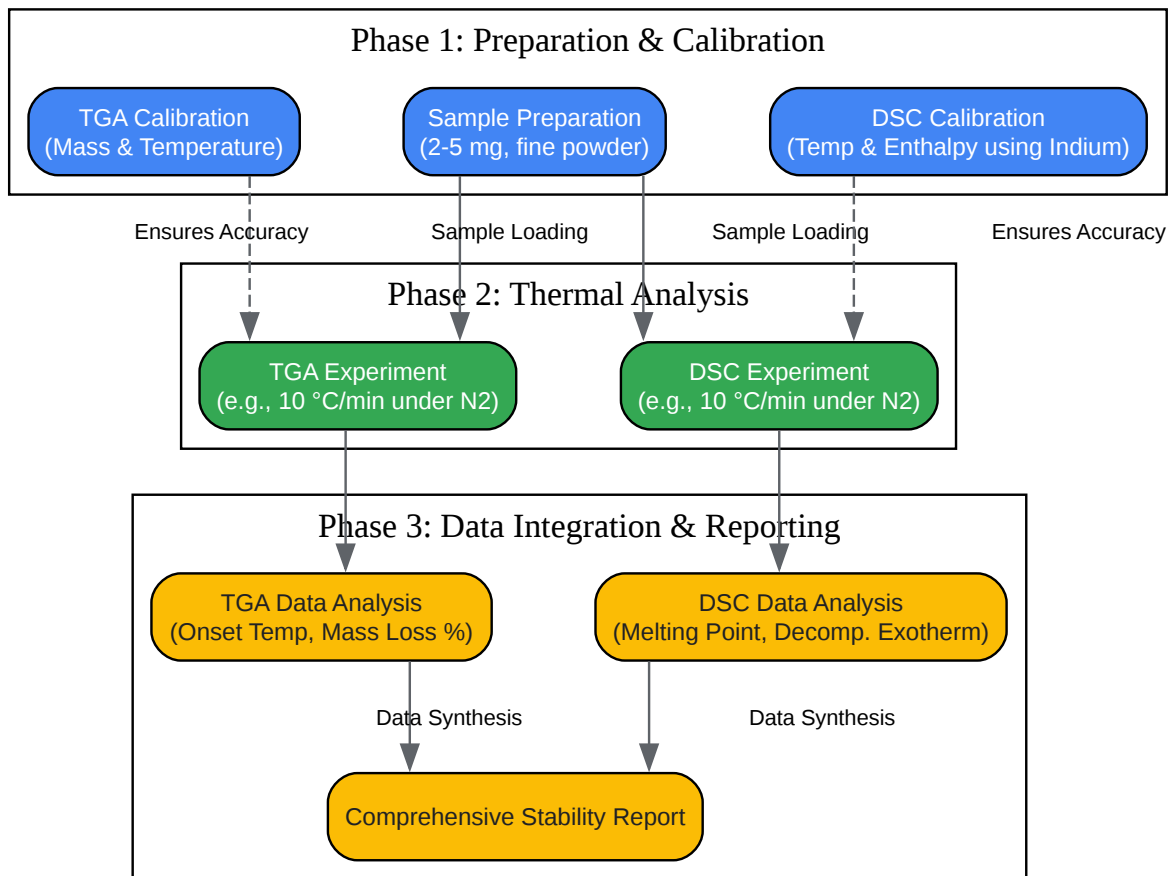 Phase 1: Preparation & Calibration
TGA Calibration
(Mass & Temperature)
Sample Preparation
(2-5 mg, fine powder)
DSC Calibration
(Temp & Enthalpy using Indium)
Ensures Accuracy
Sample Loading
Sample Loading
Ensures Accuracy
Phase 2: Thermal Analysis
TGA Experiment
(e.g., 10 °C/min under N2)
DSC Experiment
(e.g., 10 °C/min under N2)
Phase 3: Data Integration & Reporting
TGA Data Analysis
(Onset Temp, Mass Loss %)
DSC Data Analysis
(Melting Point, Decomp. Exotherm)
Data Synthesis
Data Synthesis
Comprehensive Stability Report